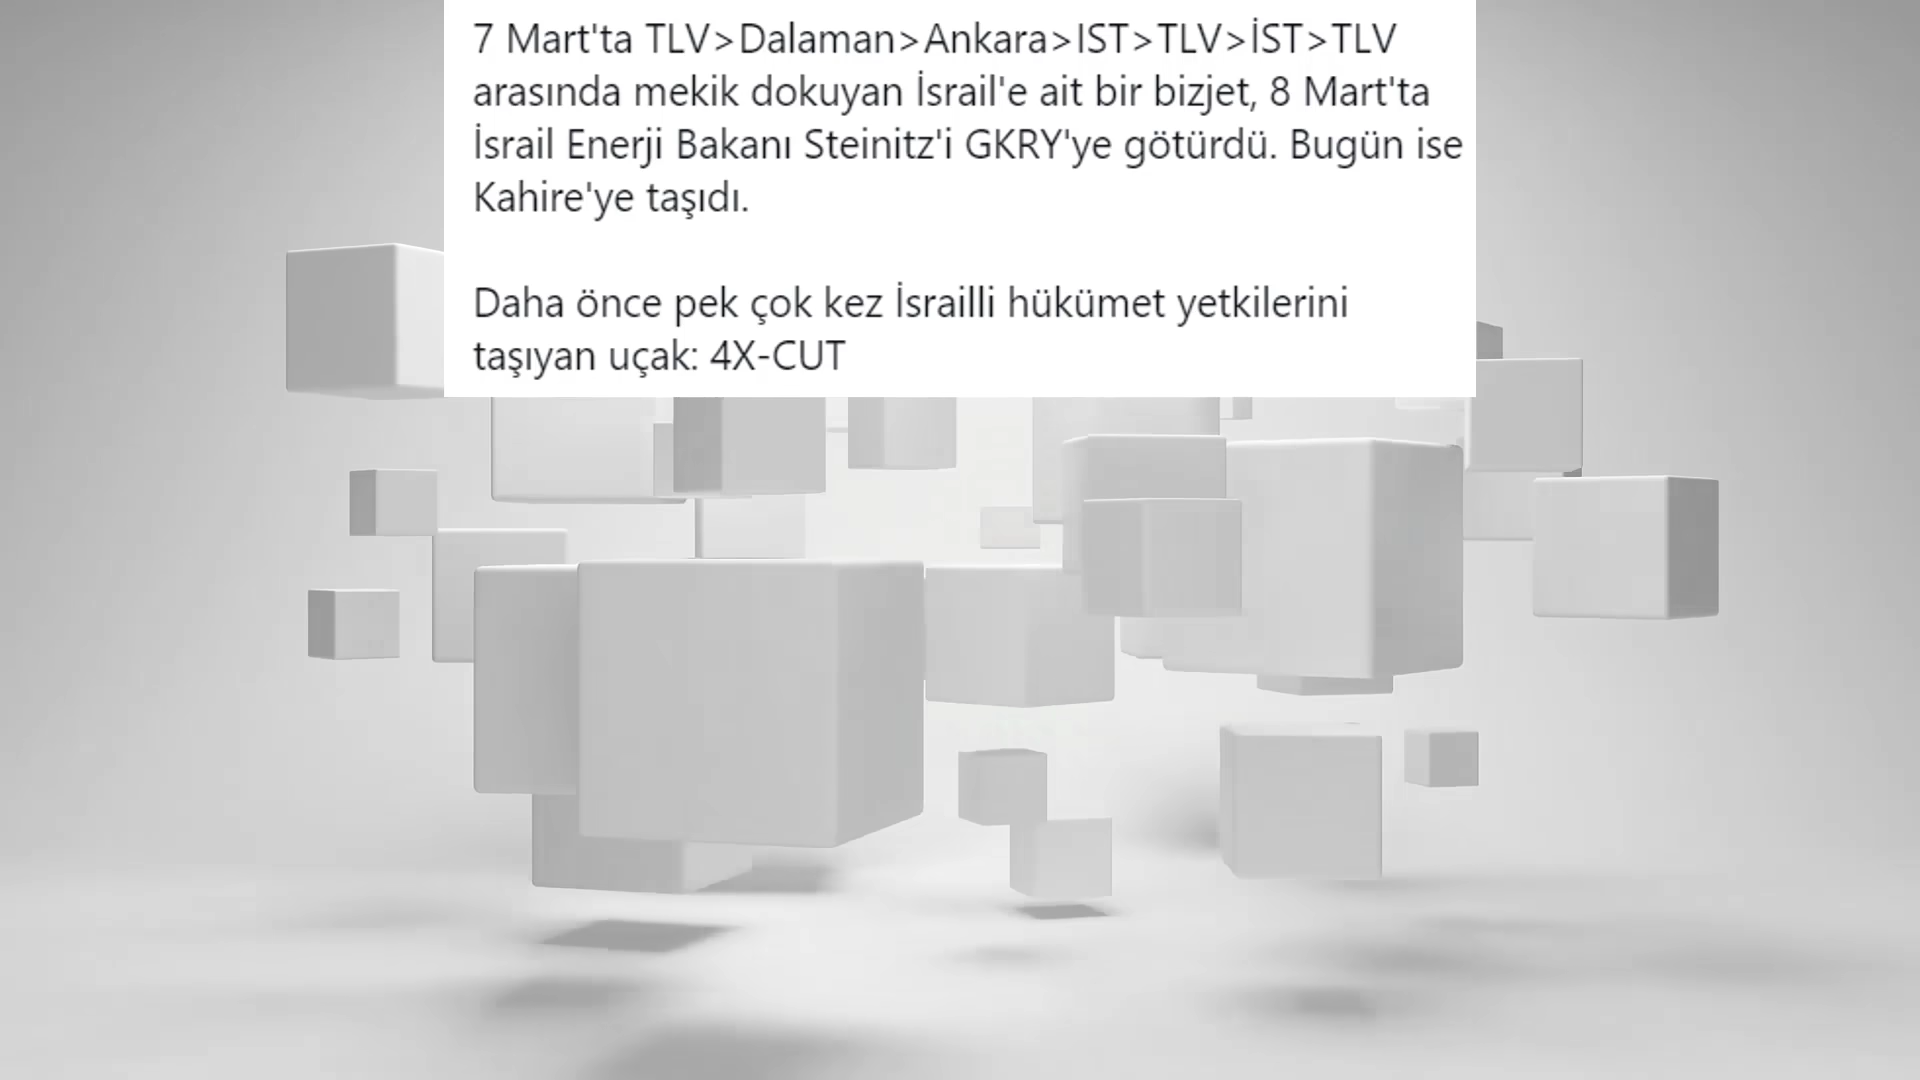 7 Mart'ta TLV>Dalaman>Ankara>IST>TLV>İST>TLV
arasında mekik dokuyan İsrail'e ait bir bizjet, 8 Mart'ta
İsrail Enerji Bakanı Steinitz'i GKRY'ye götürdü. Bugün ise
Kahire'ye taşıdı.
Daha önce pek çok kez İsrailli hükümet yetkilerini
taşıyan uçak: 4X-CUT